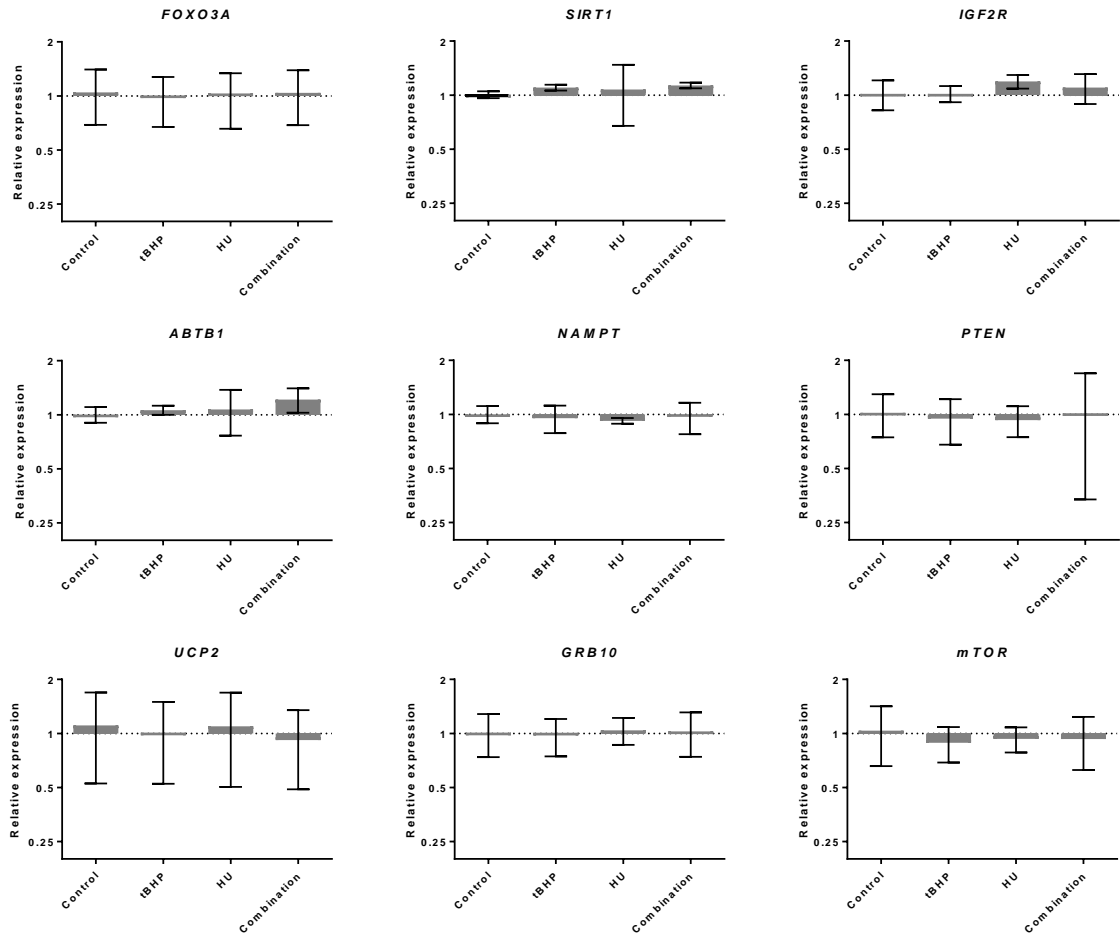 FOXO3A
Relative expression
2
1
0.5
0.25
Control
tBHP
HU
Combination
SIRT1
Relative expression
2
1
0.5
0.25
Control
tBHP
HU
Combination
IGF2R
Relative expression
2
1
0.5
0.25
Control
tBHP
HU
Combination
ABTB1
Relative expression
2
1
0.5
0.25
Control
tBHP
HU
Combination
NAMPT
Relative expression
2
1
0.5
0.25
Control
tBHP
HU
Combination
PTEN
Relative expression
2
1
0.5
0.25
Control
tBHP
HU
Combination
UCP2
Relative expression
2
1
0.5
0.25
Control
tBHP
HU
Combination
GRB10
Relative expression
2
1
0.5
0.25
Control
tBHP
HU
Combination
mTOR
Relative expression
2
1
0.5
0.25
Control
tBHP
HU
Combination